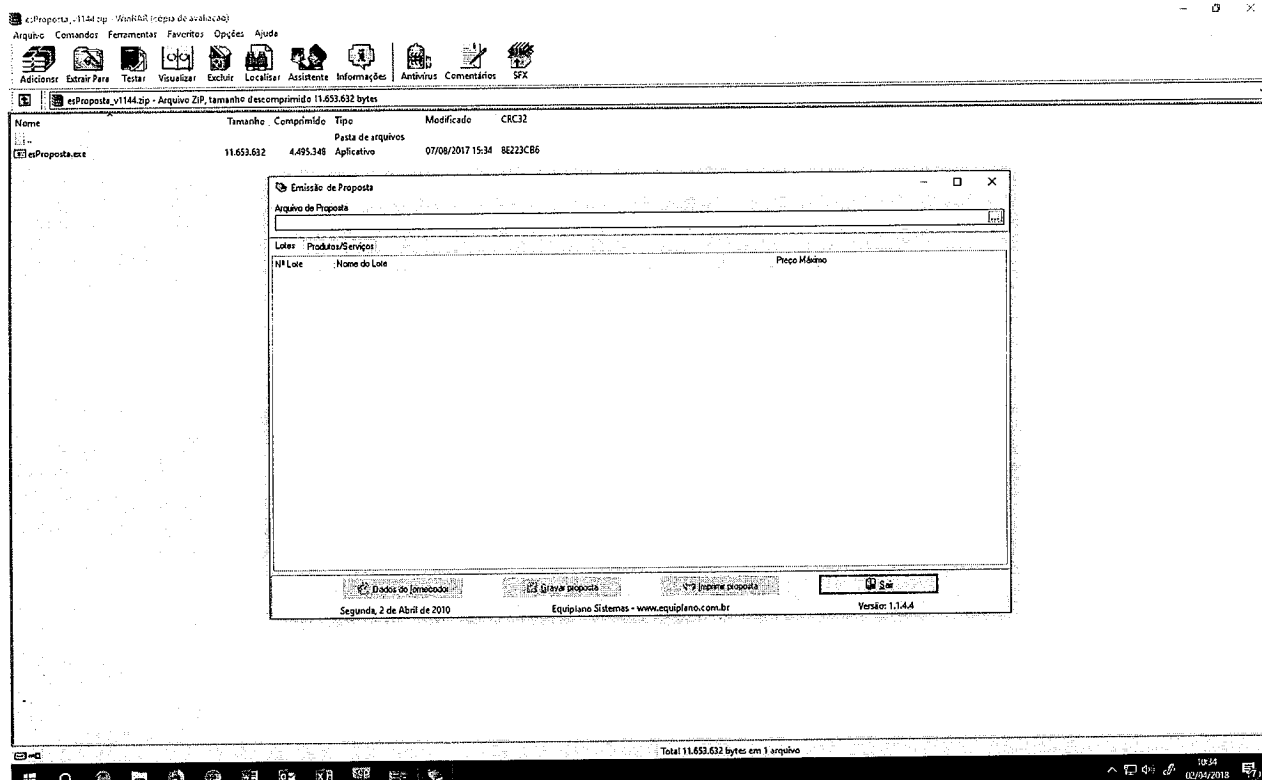 esProposta_v1144.zip - WinRAR (cópia de avaliação)
Arquivo Comandos Ferramentas Favoritos Opções Ajuda
Adicionar Extrair Para Testar Visualizar Excluir Localizar Assistente Informações Antivírus Comentários SFX
esProposta_v1144.zip - Arquivo ZIP, tamanho descomprimido 11.653.632 bytes
Nome Tamanho Comprimido Tipo Modificado CRC32
.. Pasta de arquivos
esProposta.exe 11.653.632 4.495.348 Aplicativo 07/08/2017 15:34 8E223CB6
Emissão de Proposta
Arquivo de Proposta
...
Lotes Produtos/Serviços
Nº Lote Nome do Lote Preço Máximo
Dados do fornecedor Gravar proposta Imprimir proposta Sair
Segunda, 2 de Abril de 2010 Equiplano Sistemas - www.equiplano.com.br Versão: 1.1.4.4
Total 11.653.632 bytes em 1 arquivo
10:34
02/04/2018